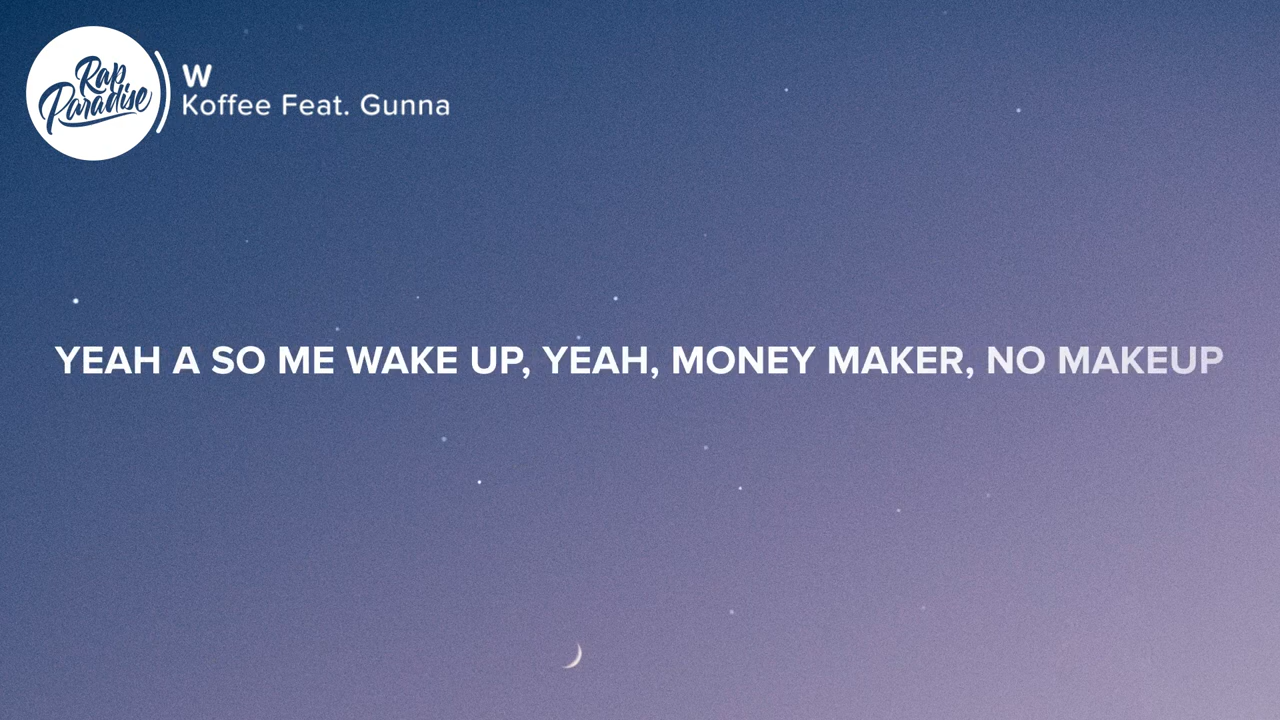 Rap
Paradise
W
Koffee Feat. Gunna
YEAH A SO ME WAKE UP, YEAH, MONEY MAKER, NO MAKEUP